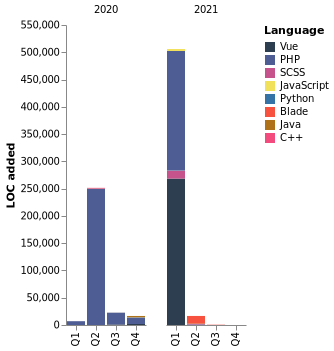 2020 2021
Language
Vue
PHP
SCSS
JavaScript
Python
Blade
Java
C++
LOC added
550,000
500,000
450,000
400,000
350,000
300,000
250,000
200,000
150,000
100,000
50,000
0
Q1 Q2 Q3 Q4 Q1 Q2 Q3 Q4